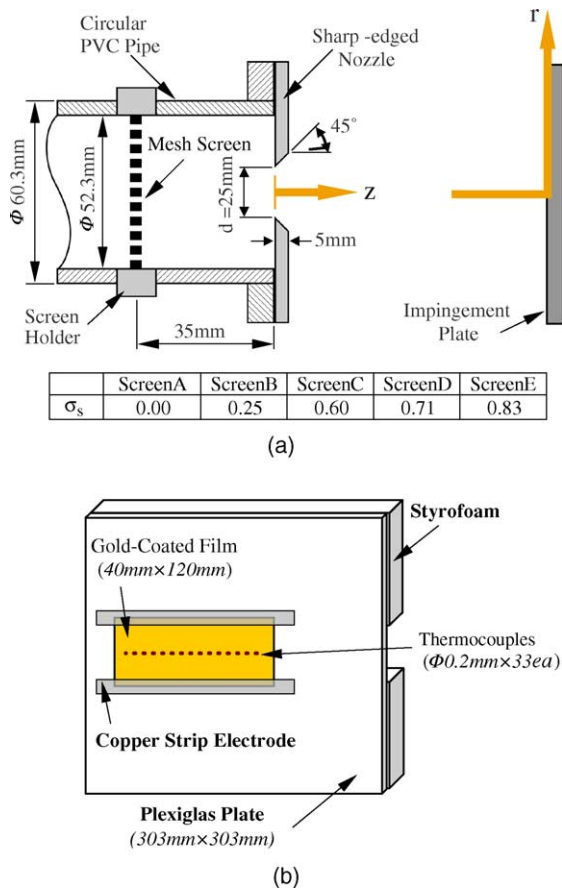 Circular
PVC Pipe
Sharp -edged
Nozzle
r
45°
Mesh Screen
Φ60.3mm
Φ52.3mm
d =25mm
z
5mm
Screen
Holder
35mm
Impingement
Plate
ScreenA ScreenB ScreenC ScreenD ScreenE
σs 0.00 0.25 0.60 0.71 0.83
(a)
Styrofoam
Gold-Coated Film
(40mm×120mm)
Thermocouples
(Φ0.2mm×33ea)
Copper Strip Electrode
Plexiglas Plate
(303mm×303mm)
(b)